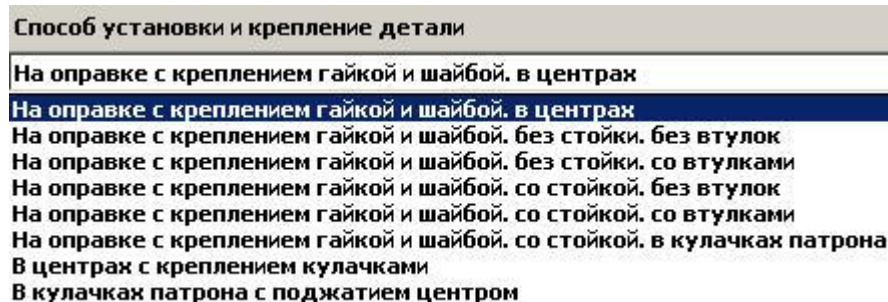 Способ установки и крепление детали
На оправке с креплением гайкой и шайбой. в центрах
На оправке с креплением гайкой и шайбой. в центрах
На оправке с креплением гайкой и шайбой. без стойки. без втулок
На оправке с креплением гайкой и шайбой. без стойки. со втулками
На оправке с креплением гайкой и шайбой. со стойкой. без втулок
На оправке с креплением гайкой и шайбой. со стойкой. со втулками
На оправке с креплением гайкой и шайбой. со стойкой. в кулачках патрона
В центрах с креплением кулачками
В кулачках патрона с поджатием центром